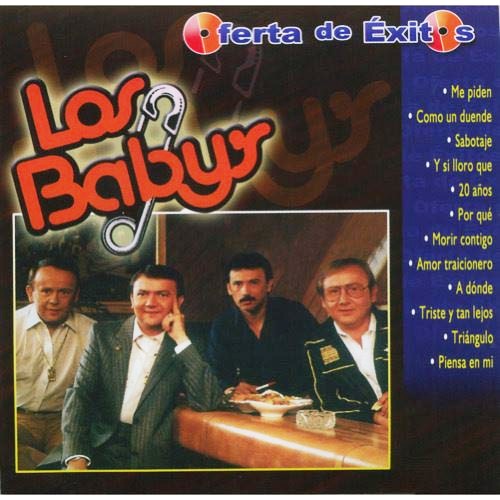 Oferta de Éxitos
Los
Babys
• Me piden
• Como un duende
• Sabotaje
• Y si lloro que
• 20 años
• Por qué
• Morir contigo
• Amor traicionero
• A dónde
• Triste y tan lejos
• Triángulo
• Piensa en mi